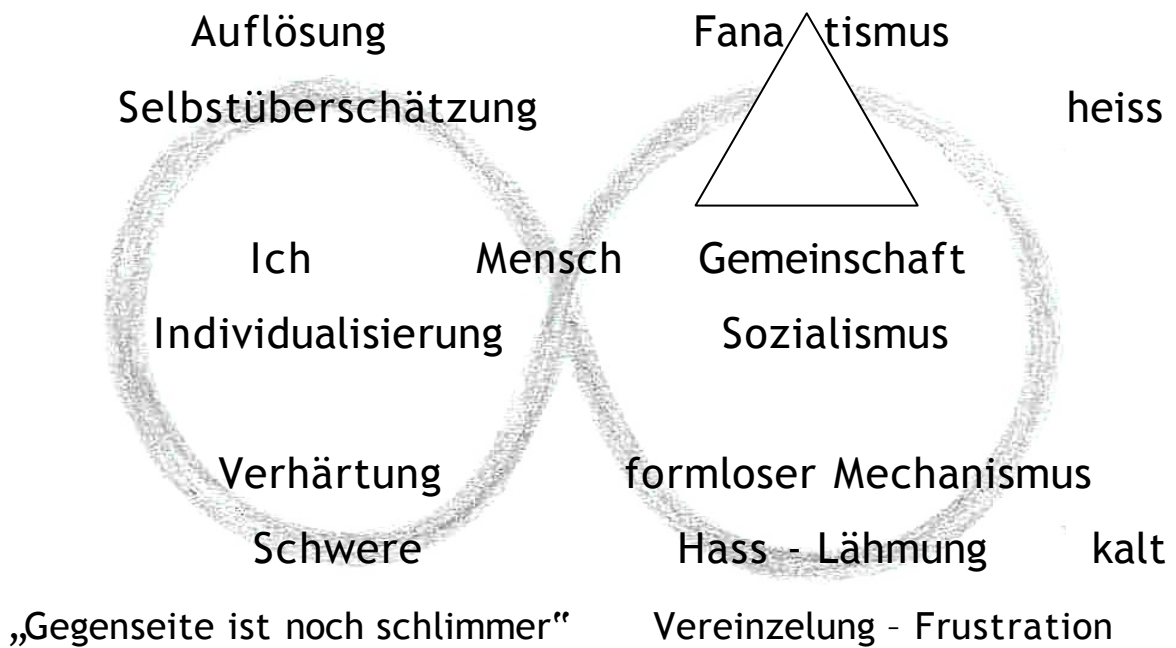 Auflösung Fana tismus
Selbstüberschätzung heiss
Ich Mensch Gemeinschaft
Individualisierung Sozialismus
Verhärtung formloser Mechanismus
Schwere Hass - Lähmung kalt
„Gegenseite ist noch schlimmer“ Vereinzelung – Frustration